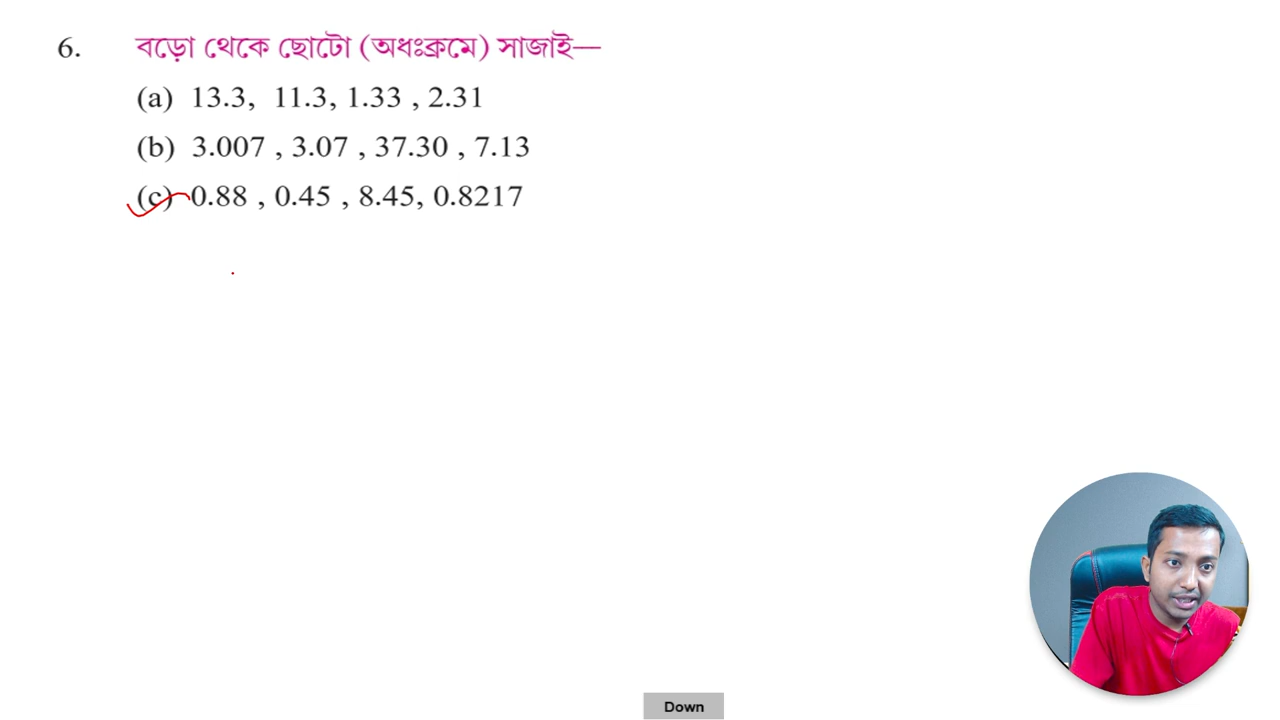 6. বড়ো থেকে ছোটো (অধঃক্রমে) সাজাই—
(a) 13.3, 11.3, 1.33 , 2.31
(b) 3.007 , 3.07 , 37.30 , 7.13
(c) 0.88 , 0.45 , 8.45, 0.8217
Down